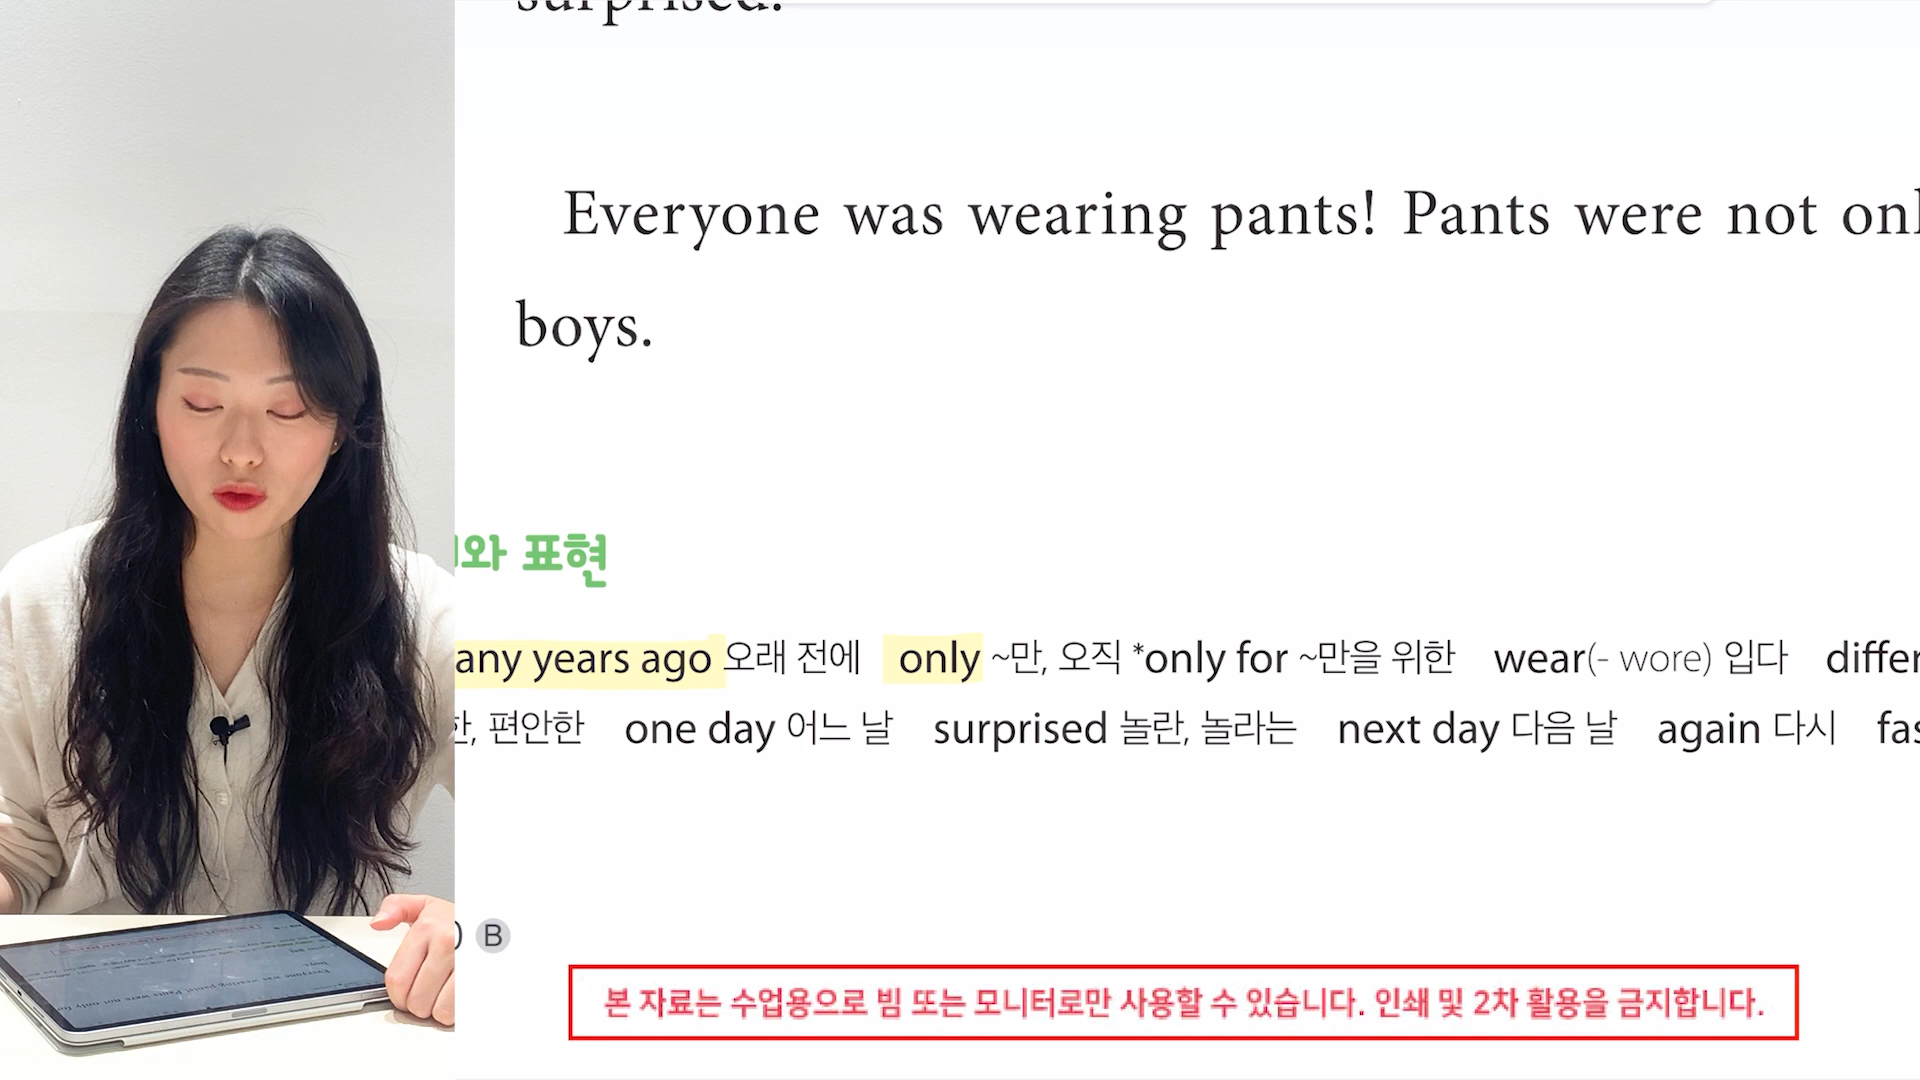 surprised.
Everyone was wearing pants! Pants were not onl
boys.
와 표현
any years ago 오래 전에 only ~만, 오직 *only for ~만을 위한 wear(- wore) 입다 differ
한, 편안한 one day 어느 날 surprised 놀란, 놀라는 next day 다음 날 again 다시 fas
B
본 자료는 수업용으로 빔 또는 모니터로만 사용할 수 있습니다. 인쇄 및 2차 활용을 금지합니다.